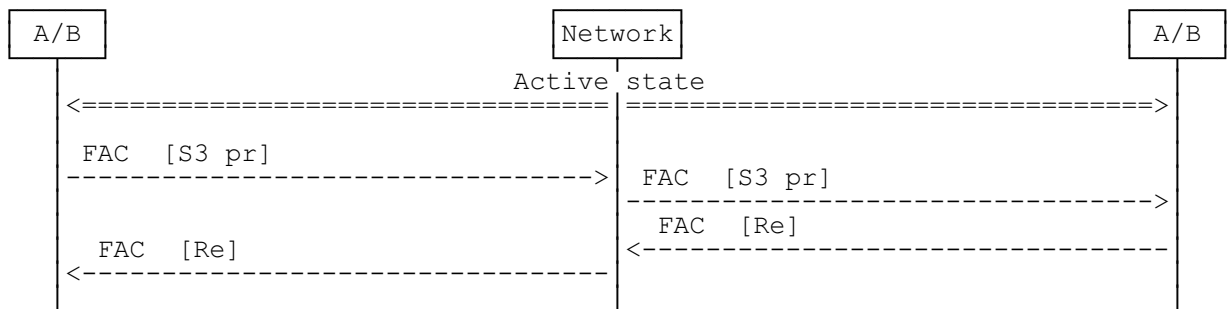 A/B Network A/B
Active state
FAC [S3 pr]
FAC [S3 pr]
FAC [Re]
FAC [Re]